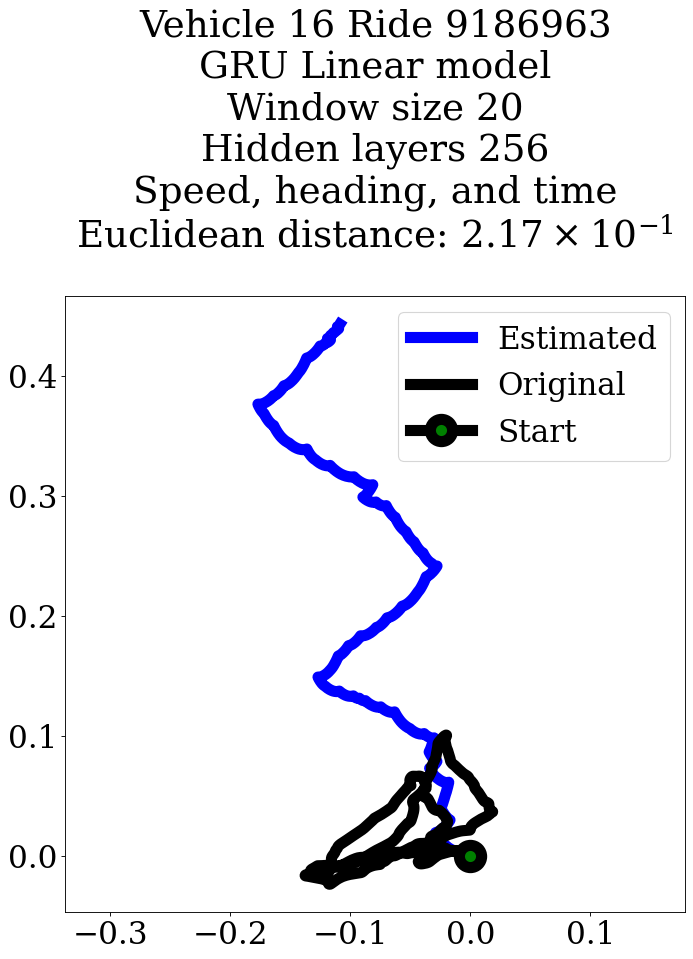 Vehicle 16 Ride 9186963
GRU Linear model
Window size 20
Hidden layers 256
Speed, heading, and time
Euclidean distance: 2.17 × 10⁻¹
Estimated
Original
Start
0.4
0.3
0.2
0.1
0.0
−0.3 −0.2 −0.1 0.0 0.1